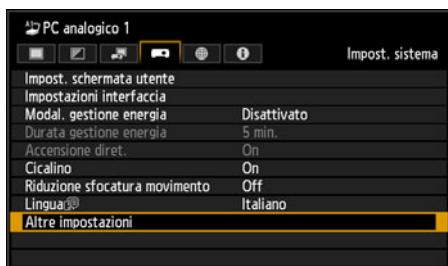 PC analogico 1
Impost. sistema
Impost. schermata utente
Impostazioni interfaccia
Modal. gestione energia Disattivato
Durata gestione energia 5 min.
Accensione diret. On
Cicalino On
Riduzione sfocatura movimento Off
Lingua Italiano
Altre impostazioni